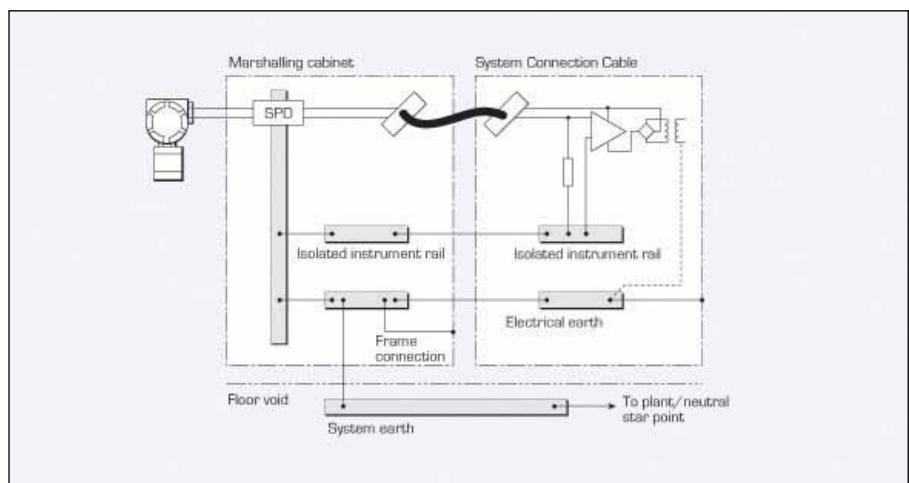 Marshalling cabinet
System Connection Cable
SPD
Isolated instrument rail
Isolated instrument rail
Electrical earth
Frame
connection
Floor void
To plant/neutral
star point
System earth